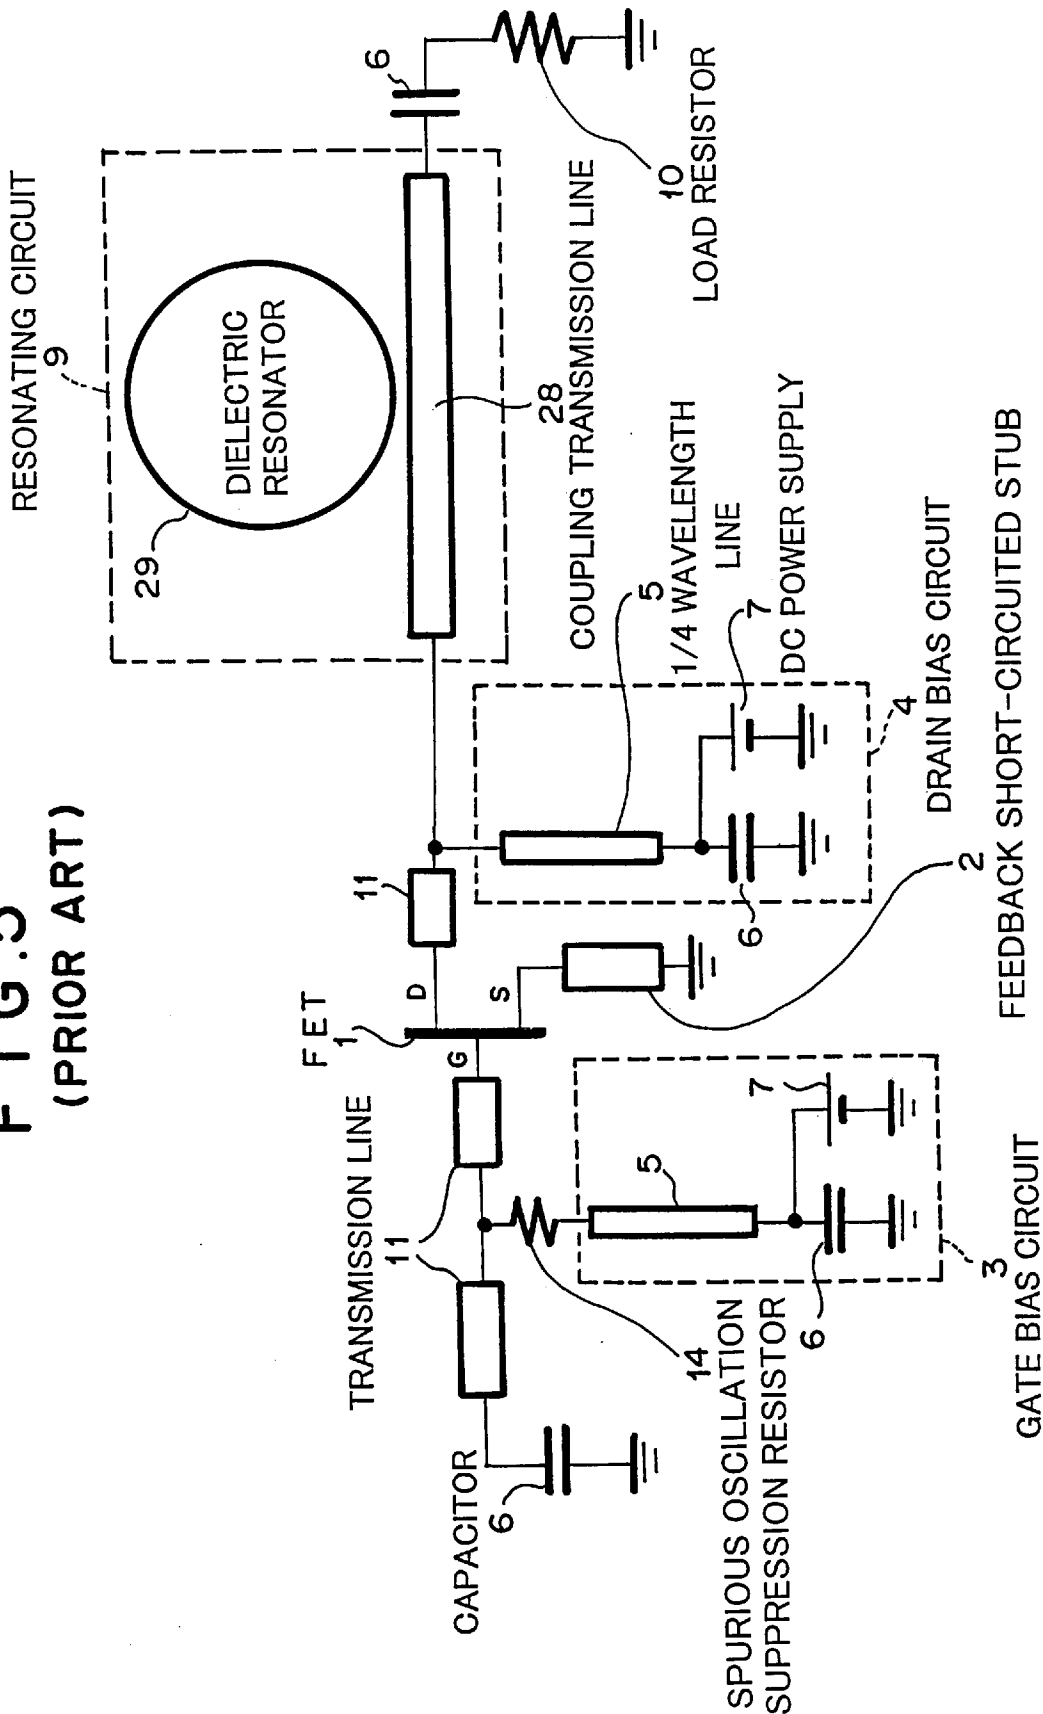 FIG.5
(PRIOR ART)
RESONATING CIRCUIT
9
29
DIELECTRIC
RESONATOR
6
28
COUPLING TRANSMISSION LINE
10
LOAD RESISTOR
FET
1
D
G
S
11
TRANSMISSION LINE
11
CAPACITOR
6
14
SPURIOUS OSCILLATION
SUPPRESSION RESISTOR
5
7
6
3
GATE BIAS CIRCUIT
5
1/4 WAVELENGTH
LINE
7
DC POWER SUPPLY
6
4
DRAIN BIAS CIRCUIT
2
FEEDBACK SHORT-CIRCUITED STUB